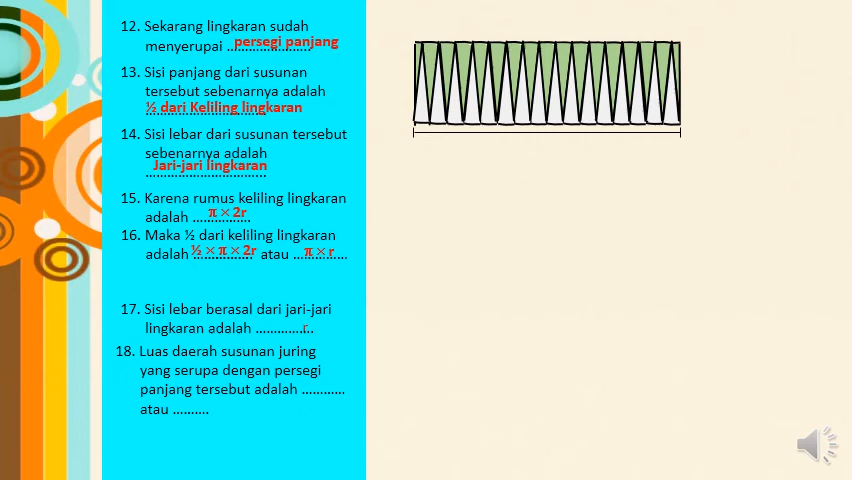 12. Sekarang lingkaran sudah
menyerupai ..................... persegi panjang
13. Sisi panjang dari susunan
tersebut sebenarnya adalah
½ dari Keliling lingkaran
14. Sisi lebar dari susunan tersebut
sebenarnya adalah
Jari-jari lingkaran
15. Karena rumus keliling lingkaran
adalah ............... π × 2r
16. Maka ½ dari keliling lingkaran
adalah ½ × π × 2r atau π × r
17. Sisi lebar berasal dari jari-jari
lingkaran adalah .............r..
18. Luas daerah susunan juring
yang serupa dengan persegi
panjang tersebut adalah ............
atau ..........